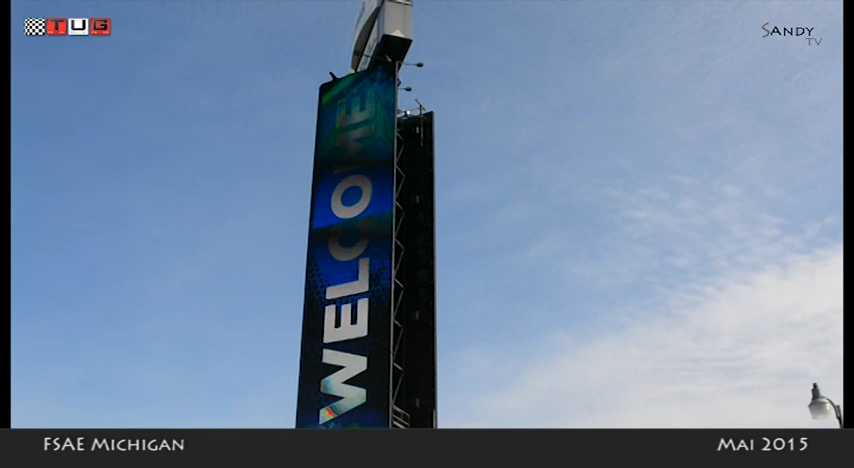 TUG
SANDY
TV
WELCOME
FSAE MICHIGAN
MAI 2015